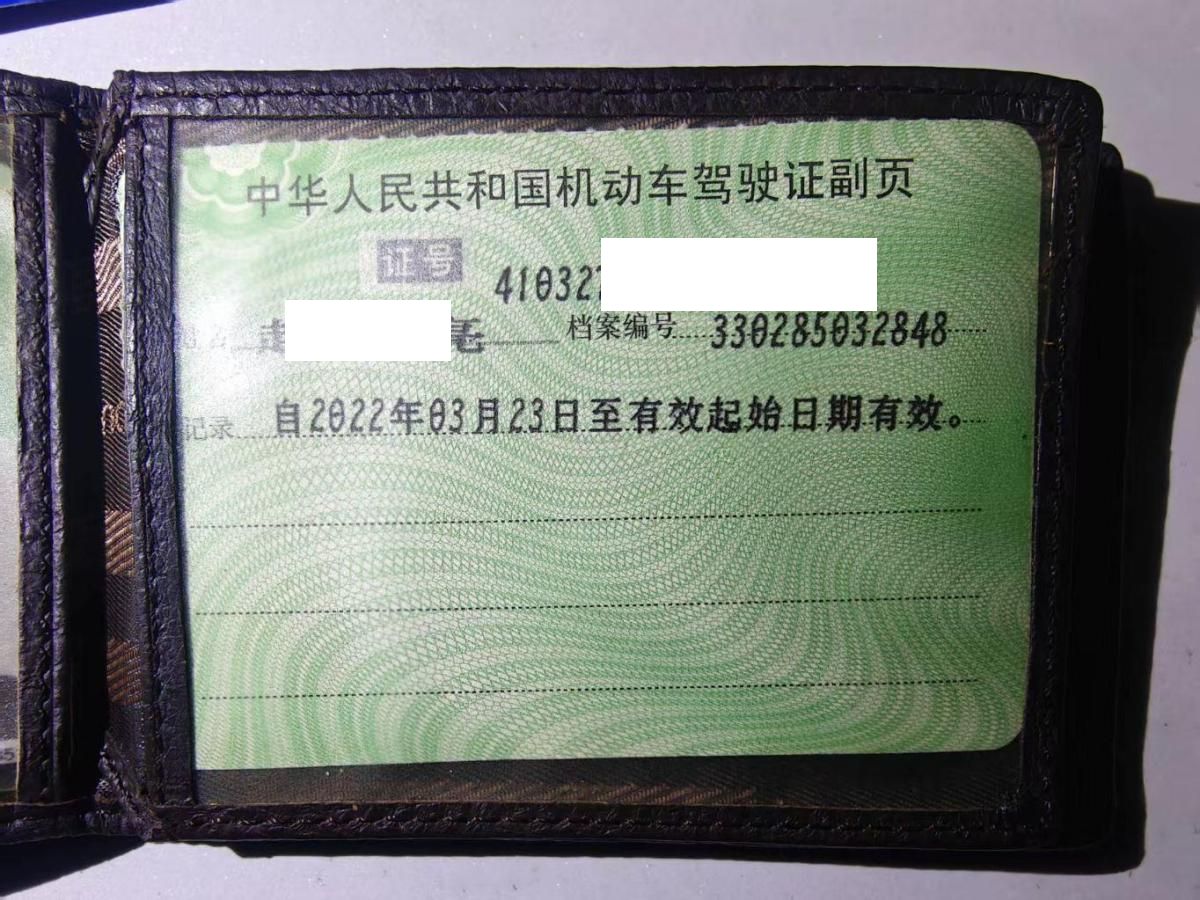 中华人民共和国机动车驾驶证副页
证号 410327
亮 档案编号 330285032848
记录 自2022年03月23日至有效起始日期有效。